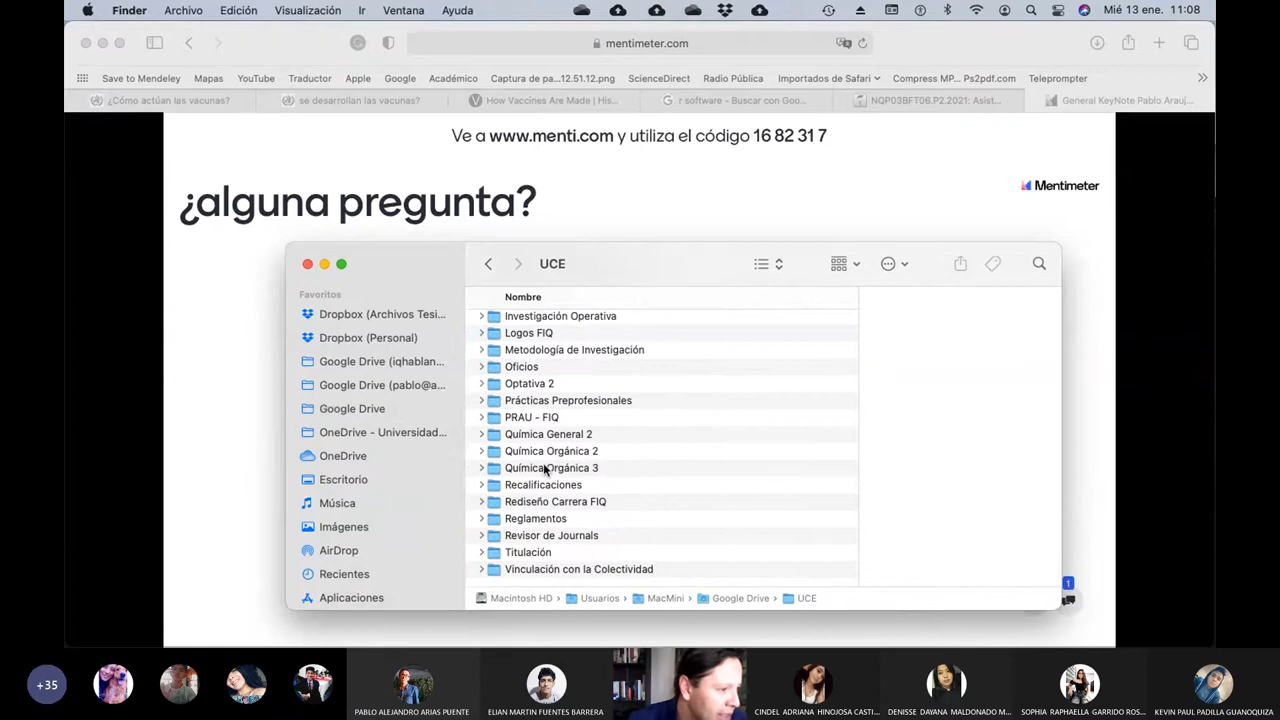 Finder Archivo Edición Visualización Ir Ventana Ayuda Mié 13 ene. 11:08
mentimeter.com
Save to Mendeley Mapas YouTube Traductor Apple Google Académico Captura de pa...12.51.12.png ScienceDirect Radio Pública Importados de Safari Compress MP... Ps2pdf.com Teleprompter
¿Cómo actúan las vacunas? se desarrollan las vacunas? How Vaccines Are Made | His... r software - Buscar con Goo... NQP03BFT06.P2.2021: Asist... General KeyNote Pablo Arauj...
Ve a www.menti.com y utiliza el código 16 82 31 7
¿alguna pregunta?
Mentimeter
UCE
Favoritos
Dropbox (Archivos Tesi...
Dropbox (Personal)
Google Drive (iqhablan...
Google Drive (pablo@a...
Google Drive
OneDrive - Universidad...
OneDrive
Escritorio
Música
Imágenes
AirDrop
Recientes
Aplicaciones
Nombre
Investigación Operativa
Logos FIQ
Metodología de Investigación
Oficios
Optativa 2
Prácticas Preprofesionales
PRAU - FIQ
Química General 2
Química Orgánica 2
Química Orgánica 3
Recalificaciones
Rediseño Carrera FIQ
Reglamentos
Revisor de Journals
Titulación
Vinculación con la Colectividad
Macintosh HD Usuarios MacMini Google Drive UCE
1
+35
PABLO ALEJANDRO ARIAS PUENTE ELIAN MARTIN FUENTES BARRERA CINDEL ADRIANA HINOJOSA CASTI... DENISSE DAYANA MALDONADO M... SOPHIA RAPHAELLA GARRIDO ROS... KEVIN PAUL PADILLA GUANOQUIZA